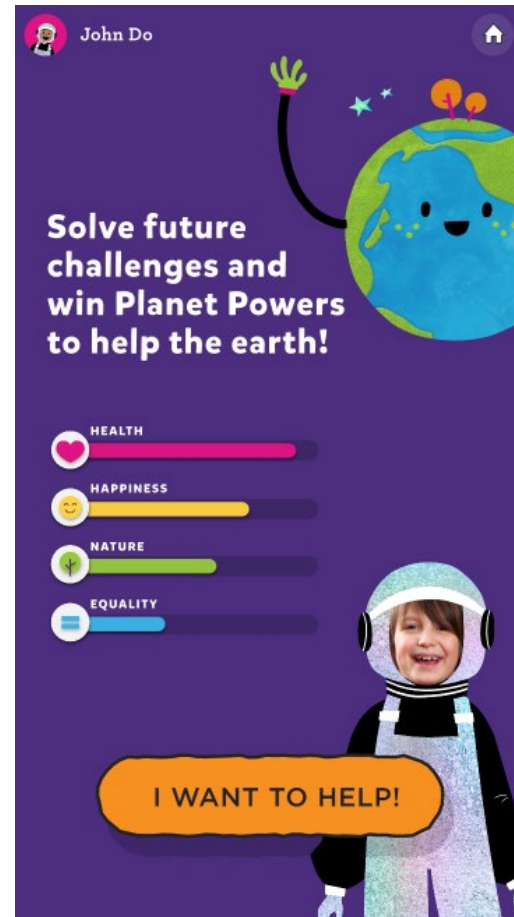 John Do
Solve future
challenges and
win Planet Powers
to help the earth!
HEALTH
HAPPINESS
NATURE
EQUALITY
I WANT TO HELP!